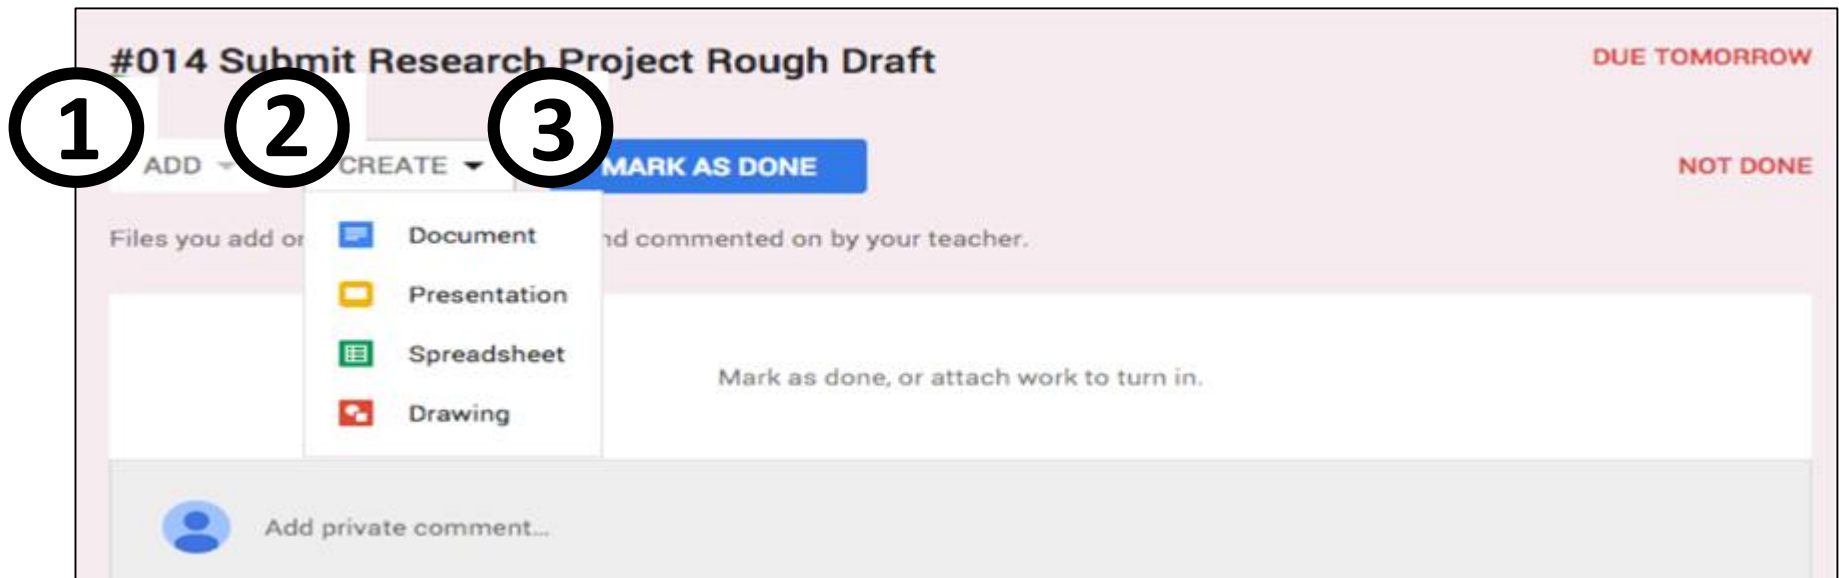 #014 Submit Research Project Rough Draft
DUE TOMORROW
1 2 3
ADD CREATE MARK AS DONE
NOT DONE
Files you add or nd commented on by your teacher.
Document
Presentation
Spreadsheet
Drawing
Mark as done, or attach work to turn in.
Add private comment...